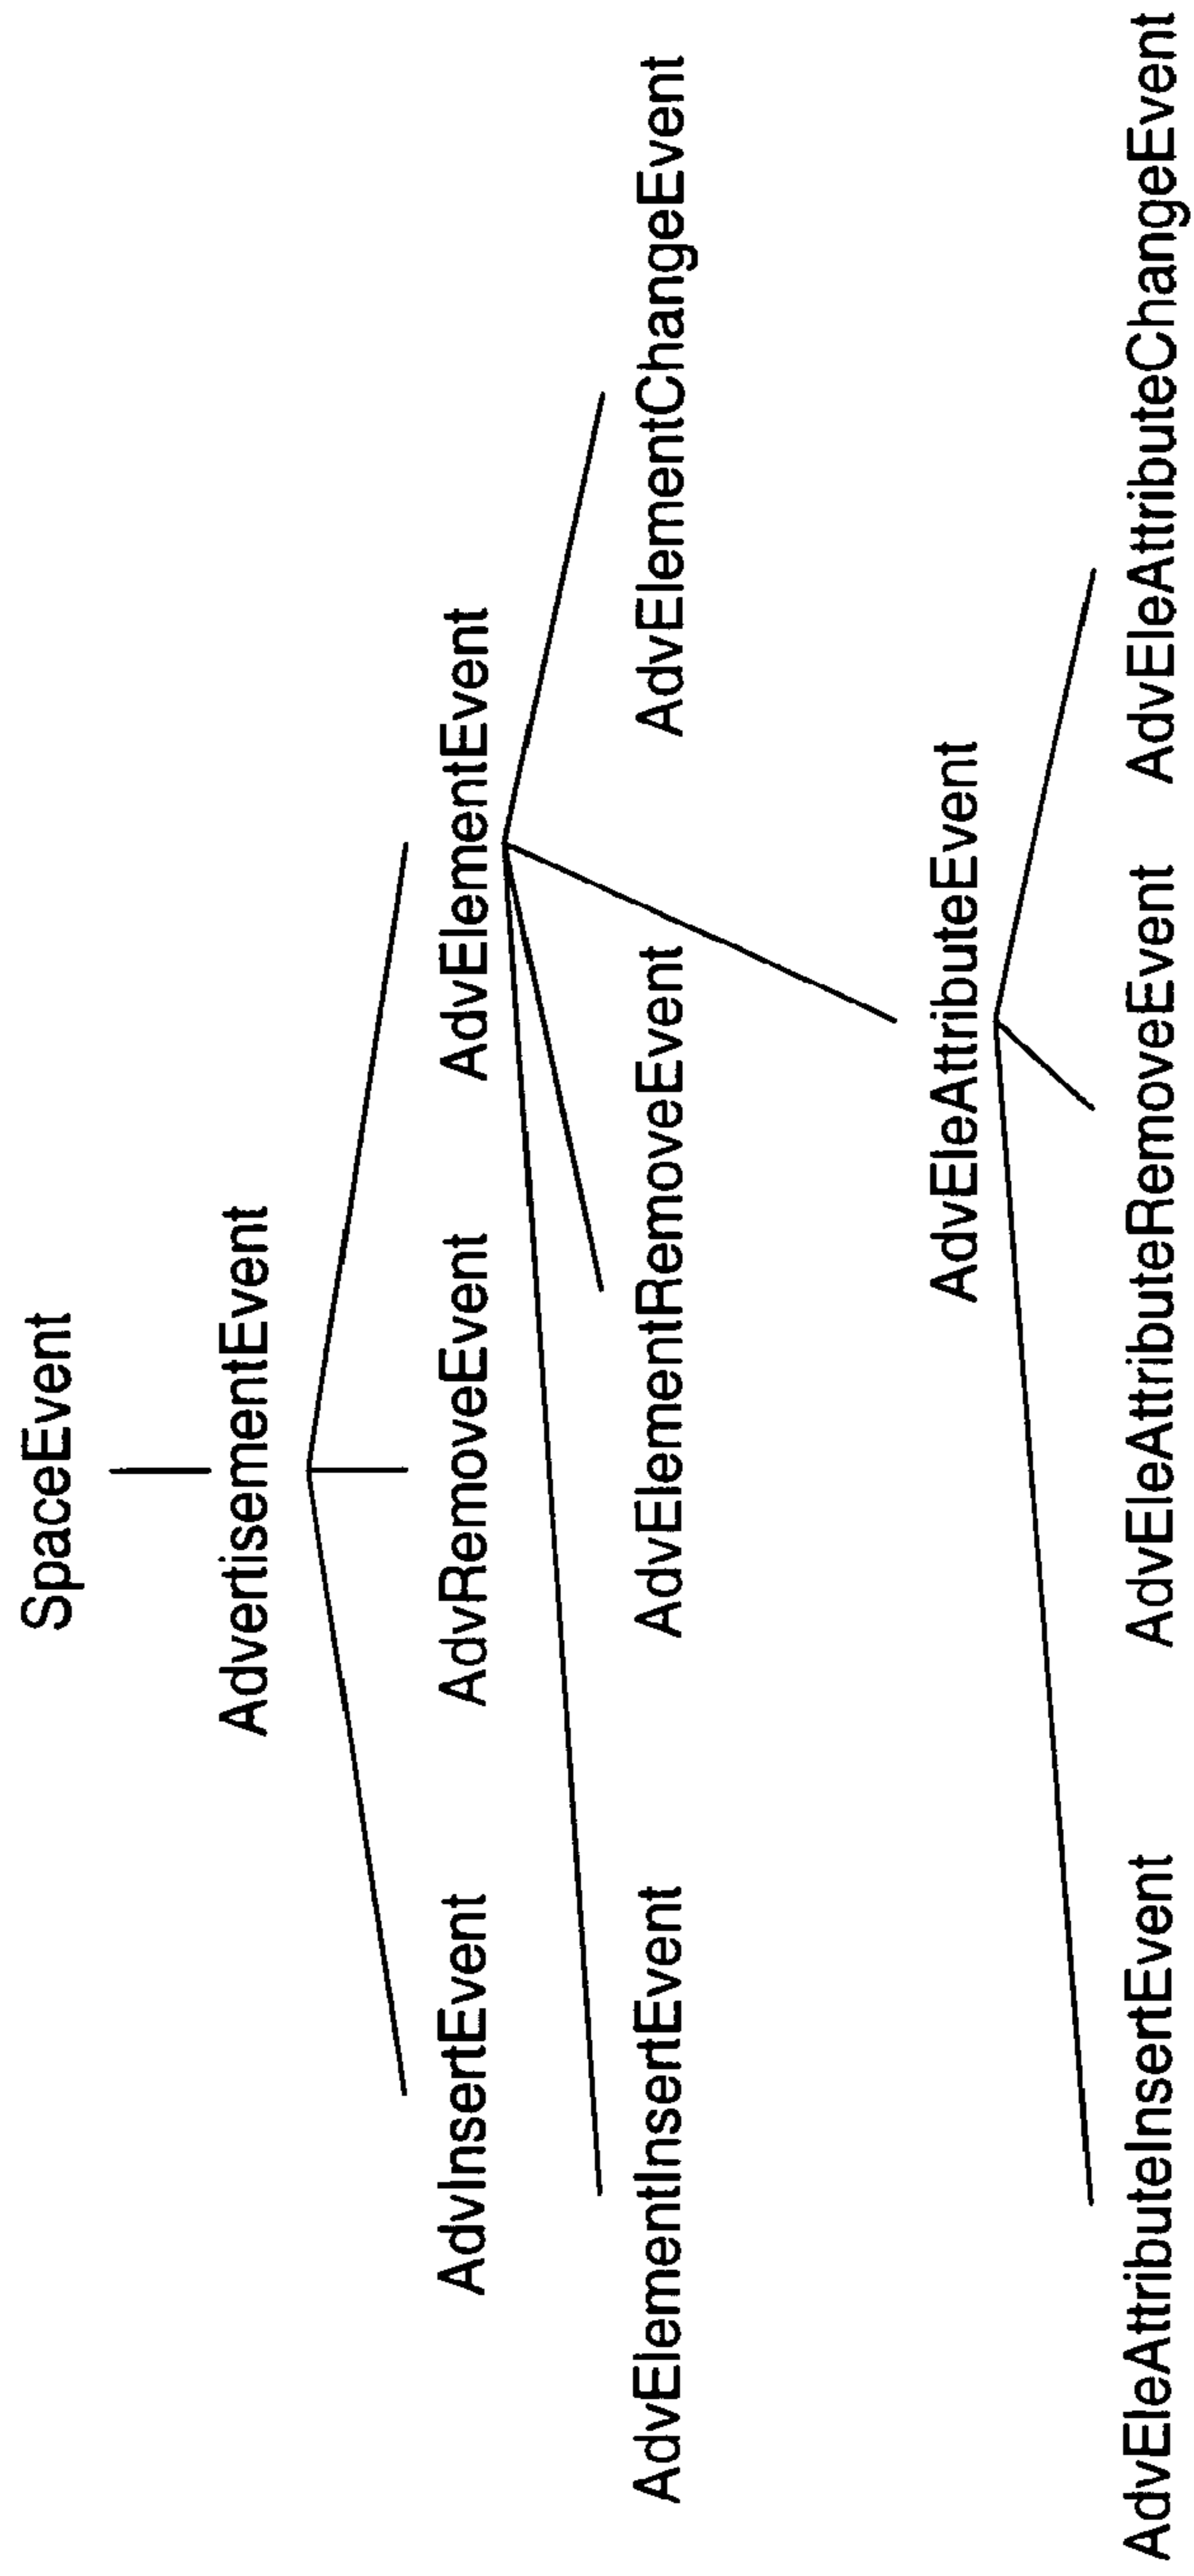 SpaceEvent
AdvertisementEvent
AdvInsertEvent
AdvRemoveEvent
AdvElementEvent
AdvElementInsertEvent
AdvElementRemoveEvent
AdvElementChangeEvent
AdvEleAttributeEvent
AdvEleAttributeInsertEvent
AdvEleAttributeRemoveEvent
AdvEleAttributeChangeEvent